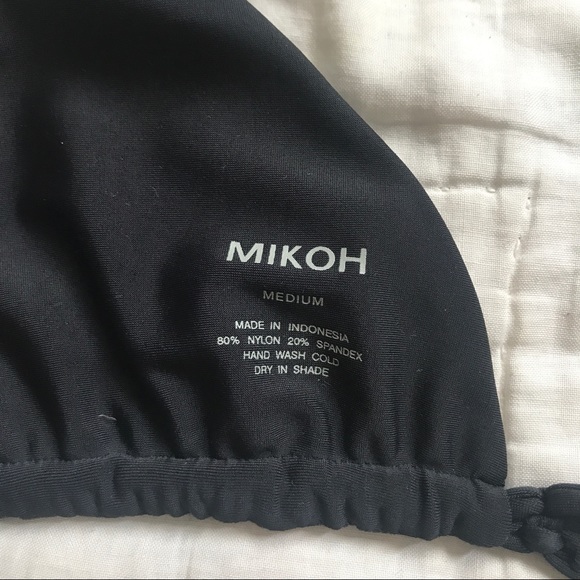 MIKOH
MEDIUM
MADE IN INDONESIA
80% NYLON 20% SPANDEX
HAND WASH COLD
DRY IN SHADE